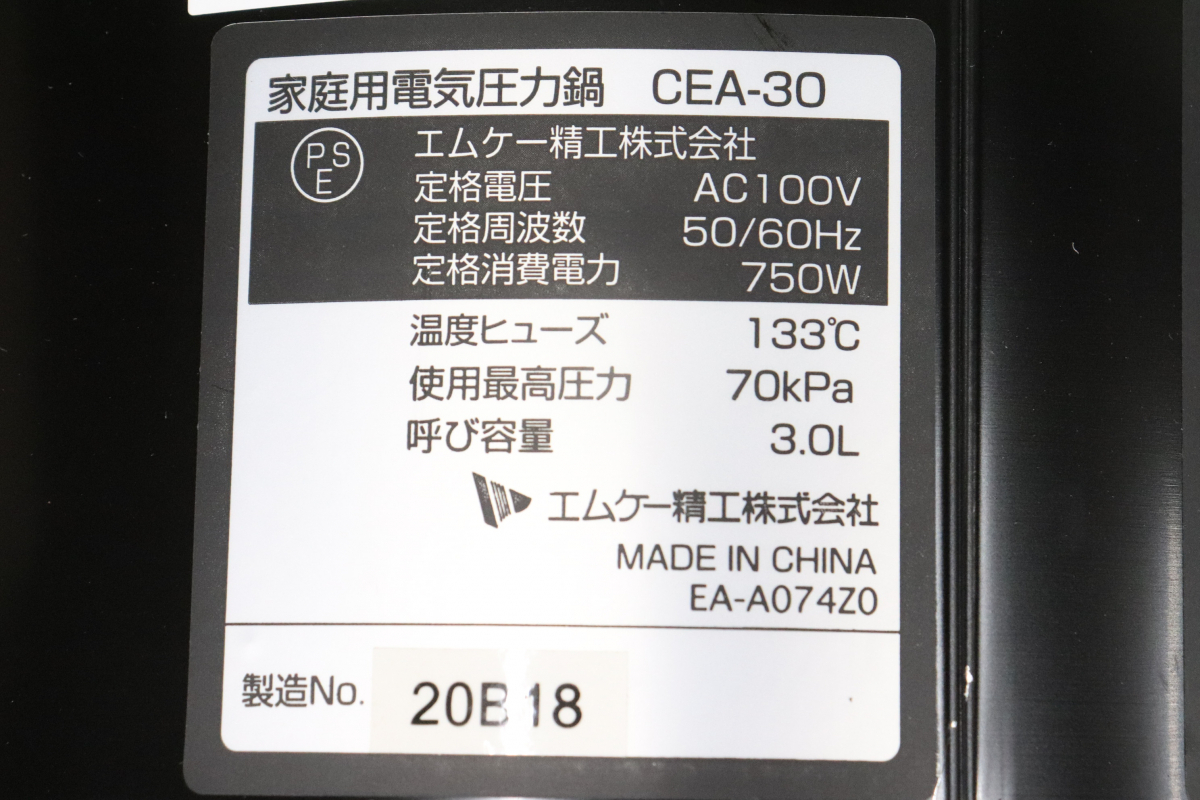 家庭用電気圧力鍋 CEA-30
PSE
エムケー精工株式会社
定格電圧 AC100V
定格周波数 50/60Hz
定格消費電力 750W
温度ヒューズ 133℃
使用最高圧力 70kPa
呼び容量 3.0L
エムケー精工株式会社
MADE IN CHINA
EA-A074Z0
製造No. 20B18